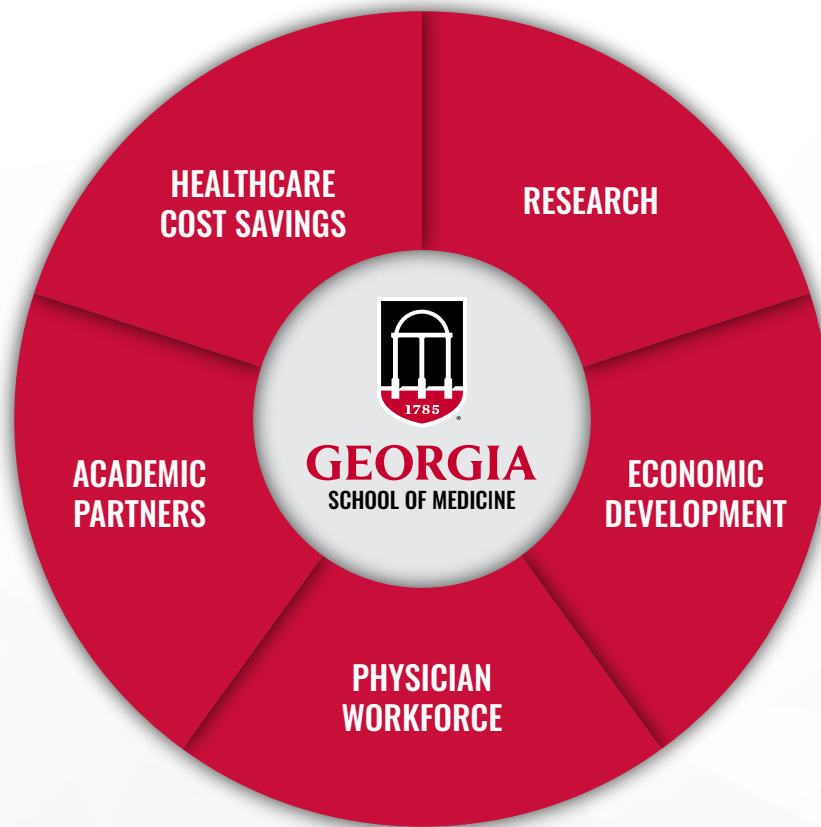 HEALTHCARE
COST SAVINGS
RESEARCH
1785
GEORGIA
SCHOOL OF MEDICINE
ACADEMIC
PARTNERS
ECONOMIC
DEVELOPMENT
PHYSICIAN
WORKFORCE